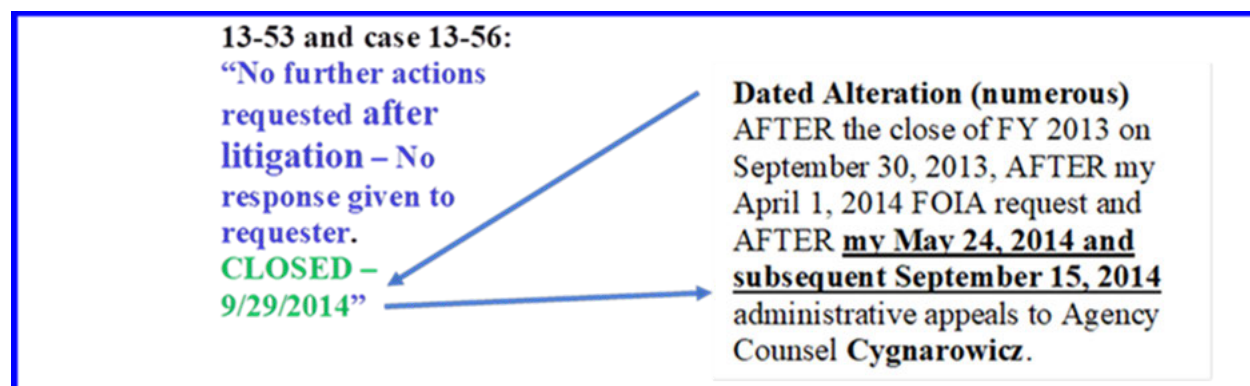 13-53 and case 13-56:
“No further actions
requested after
litigation – No
response given to
requester.
CLOSED –
9/29/2014”
Dated Alteration (numerous)
AFTER the close of FY 2013 on
September 30, 2013, AFTER my
April 1, 2014 FOIA request and
AFTER my May 24, 2014 and
subsequent September 15, 2014
administrative appeals to Agency
Counsel Cygnarowicz.